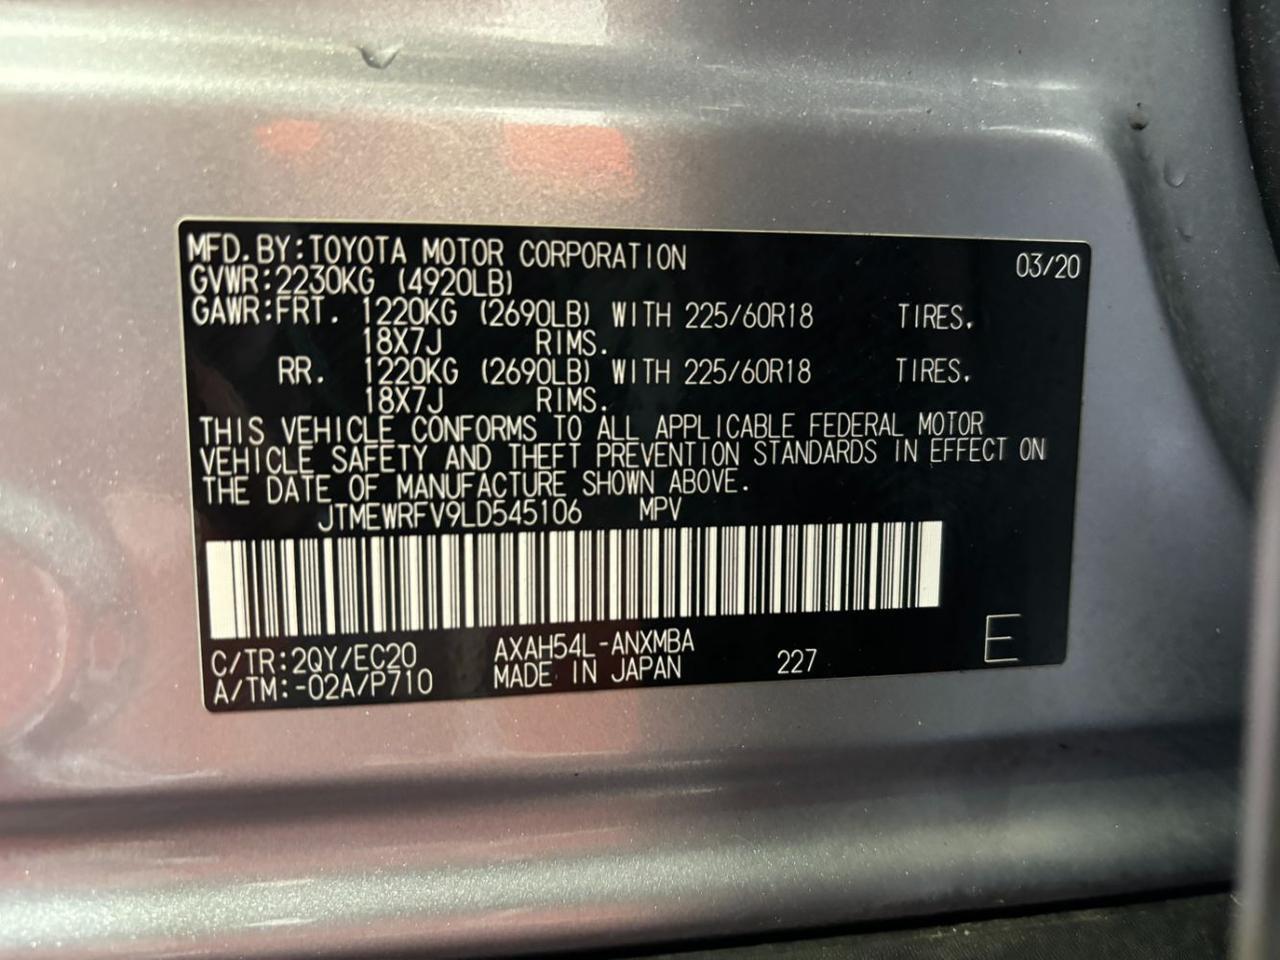 MFD.BY:TOYOTA MOTOR CORPORATION 03/20
GVWR:2230KG (4920LB)
GAWR:FRT. 1220KG (2690LB) WITH 225/60R18 TIRES.
18X7J RIMS.
RR. 1220KG (2690LB) WITH 225/60R18 TIRES.
18X7J RIMS.
THIS VEHICLE CONFORMS TO ALL APPLICABLE FEDERAL MOTOR
VEHICLE SAFETY AND THEFT PREVENTION STANDARDS IN EFFECT ON
THE DATE OF MANUFACTURE SHOWN ABOVE.
JTMEWRFV9LD545106 MPV
C/TR:2QY/EC20 AXAH54L-ANXMBA
A/TM:-02A/P710 MADE IN JAPAN 227 E